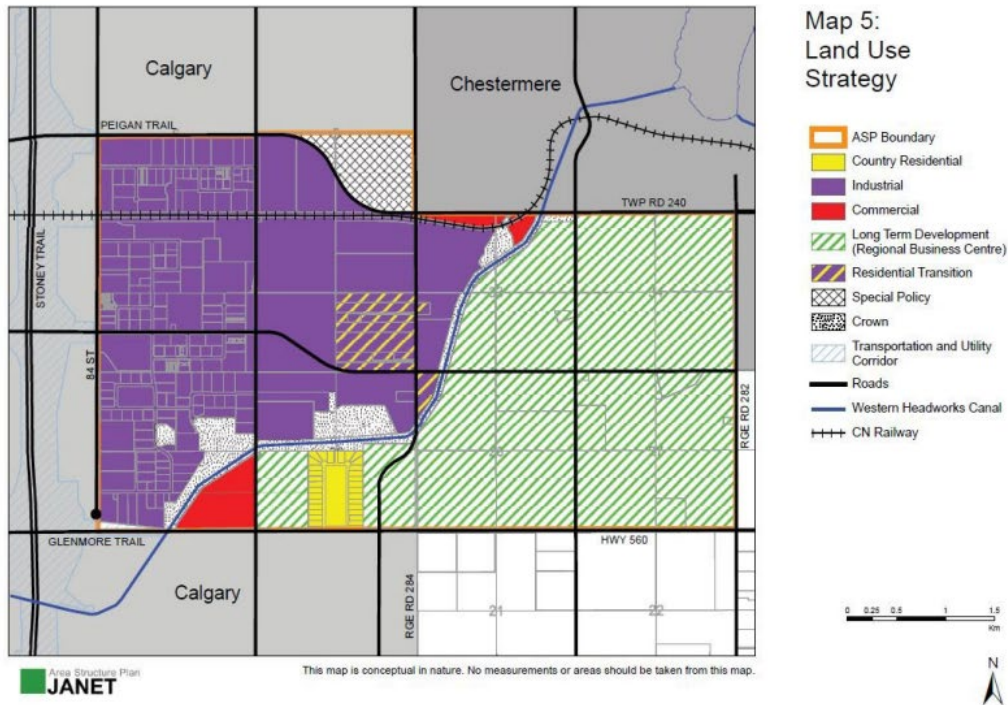 Map 5:
Land Use
Strategy
Calgary
Chestermere
PEIGAN TRAIL
TWP RD 240
STONEY TRAIL
84 ST
RGE RD 282
GLENMORE TRAIL
HWY 560
Calgary
RGE RD 284
21
22
ASP Boundary
Country Residential
Industrial
Commercial
Long Term Development
(Regional Business Centre)
Residential Transition
Special Policy
Crown
Transportation and Utility
Corridor
Roads
Western Headworks Canal
CN Railway
0 0.25 0.5 1 1.5
Km
N
Area Structure Plan
JANET
This map is conceptual in nature. No measurements or areas should be taken from this map.